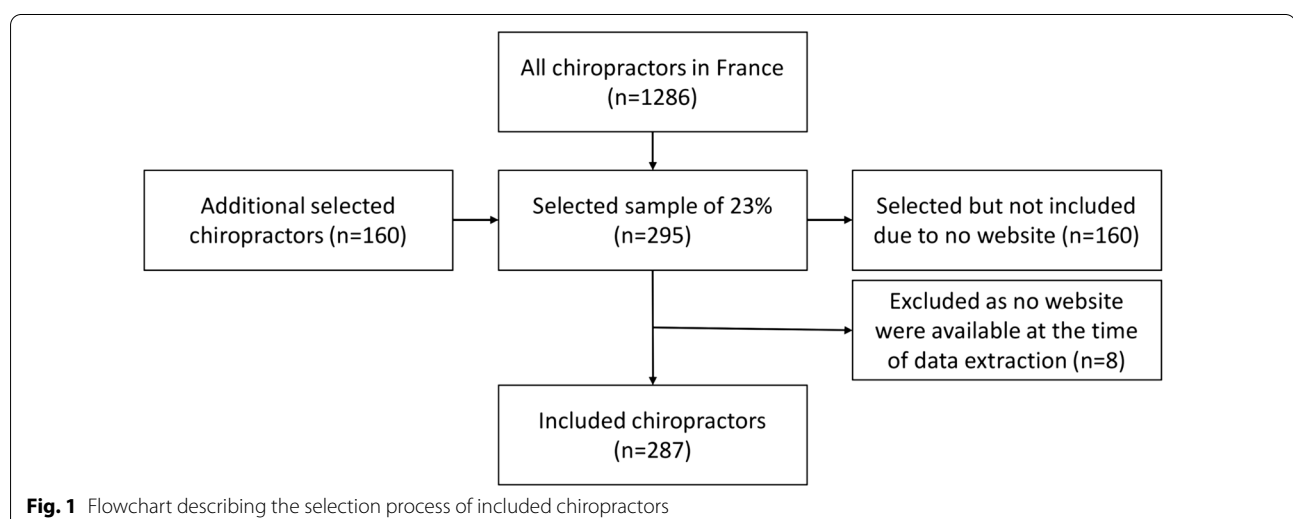 All chiropractors in France
(n=1286)
Additional selected
chiropractors (n=160)
Selected sample of 23%
(n=295)
Selected but not included
due to no website (n=160)
Excluded as no website
were available at the time
of data extraction (n=8)
Included chiropractors
(n=287)
Fig. 1 Flowchart describing the selection process of included chiropractors